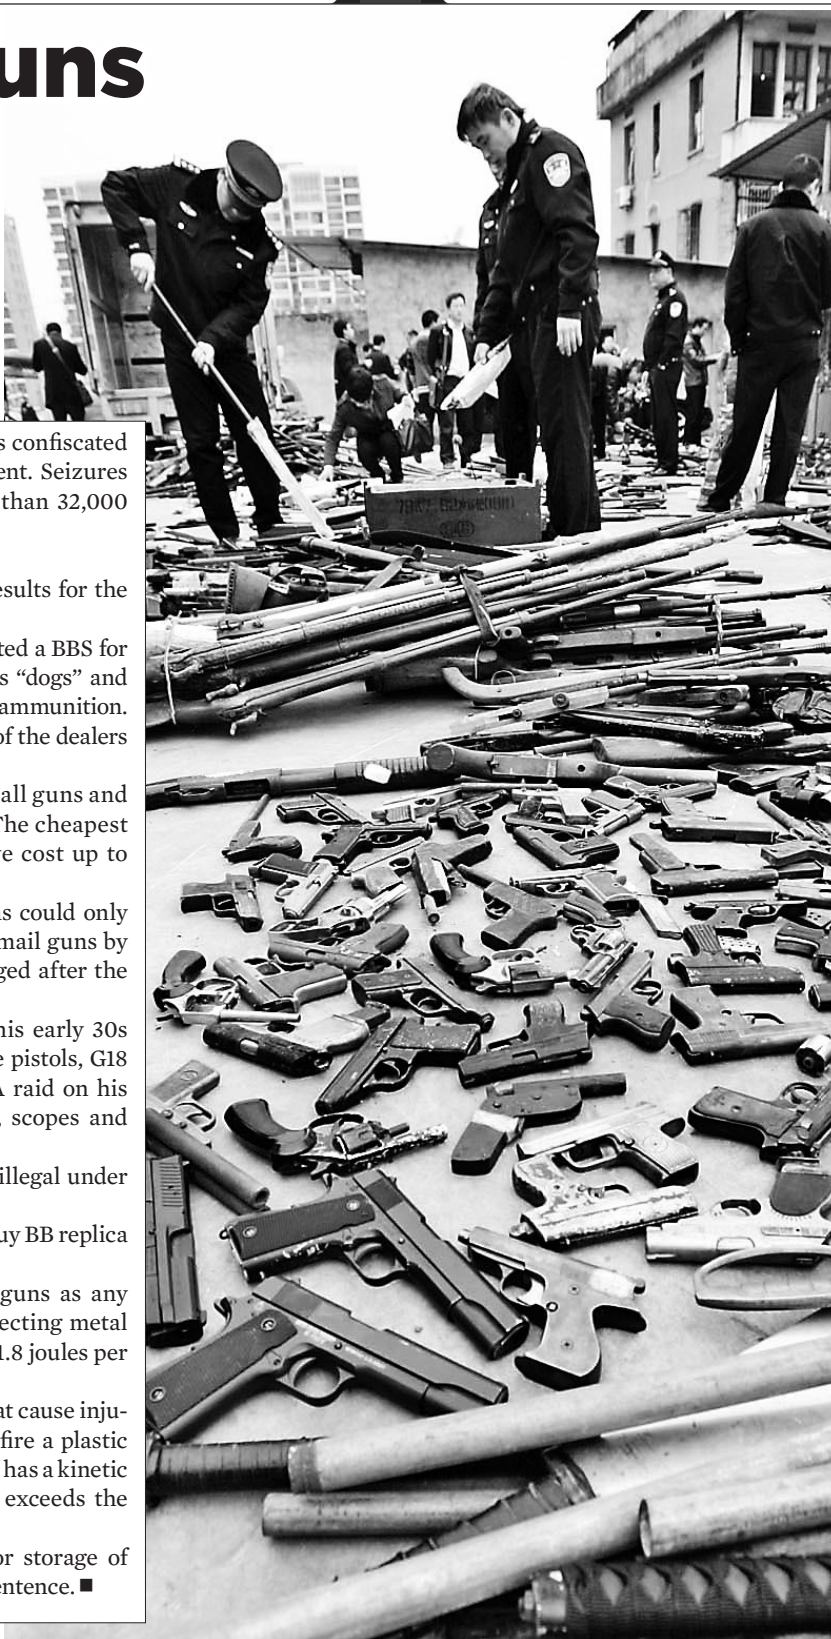 uns
s confiscated
ent. Seizures
than 32,000
esults for the
ted a BBS for
s “dogs” and
ammunition.
of the dealers
all guns and
The cheapest
ve cost up to
ns could only
mail guns by
ged after the
his early 30s
e pistols, G18
A raid on his
, scopes and
illegal under
uy BB replica
guns as any
ecting metal
1.8 joules per
at cause inju-
fire a plastic
has a kinetic
exceeds the
or storage of
entence. ■